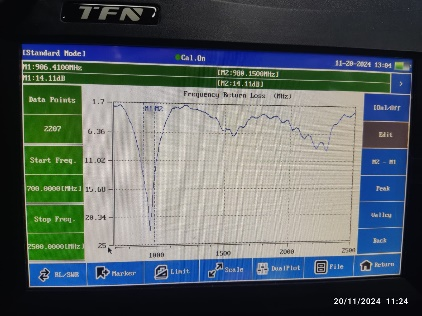 TFN
[Standard Mode]
Cal.On
11-20-2024 13:04
M1:906.4100MHz
[M2:980.1500MHz
M1:14.11dB
[M2:14.11dB
Frequency Return Loss (MHz)
Data Points
2207
Start Freq.
700.0000[MHz]
Stop Freq.
2500.0000[MHz]
1.7
6.36
11.02
15.68
20.34
25
M1 M2
1000
1500
2000
2500
Edit
M2 - M1
Peak
Valley
Back
RL/SWR
Marker
Limit
Scale
DualPlot
File
Return
20/11/2024 11:24